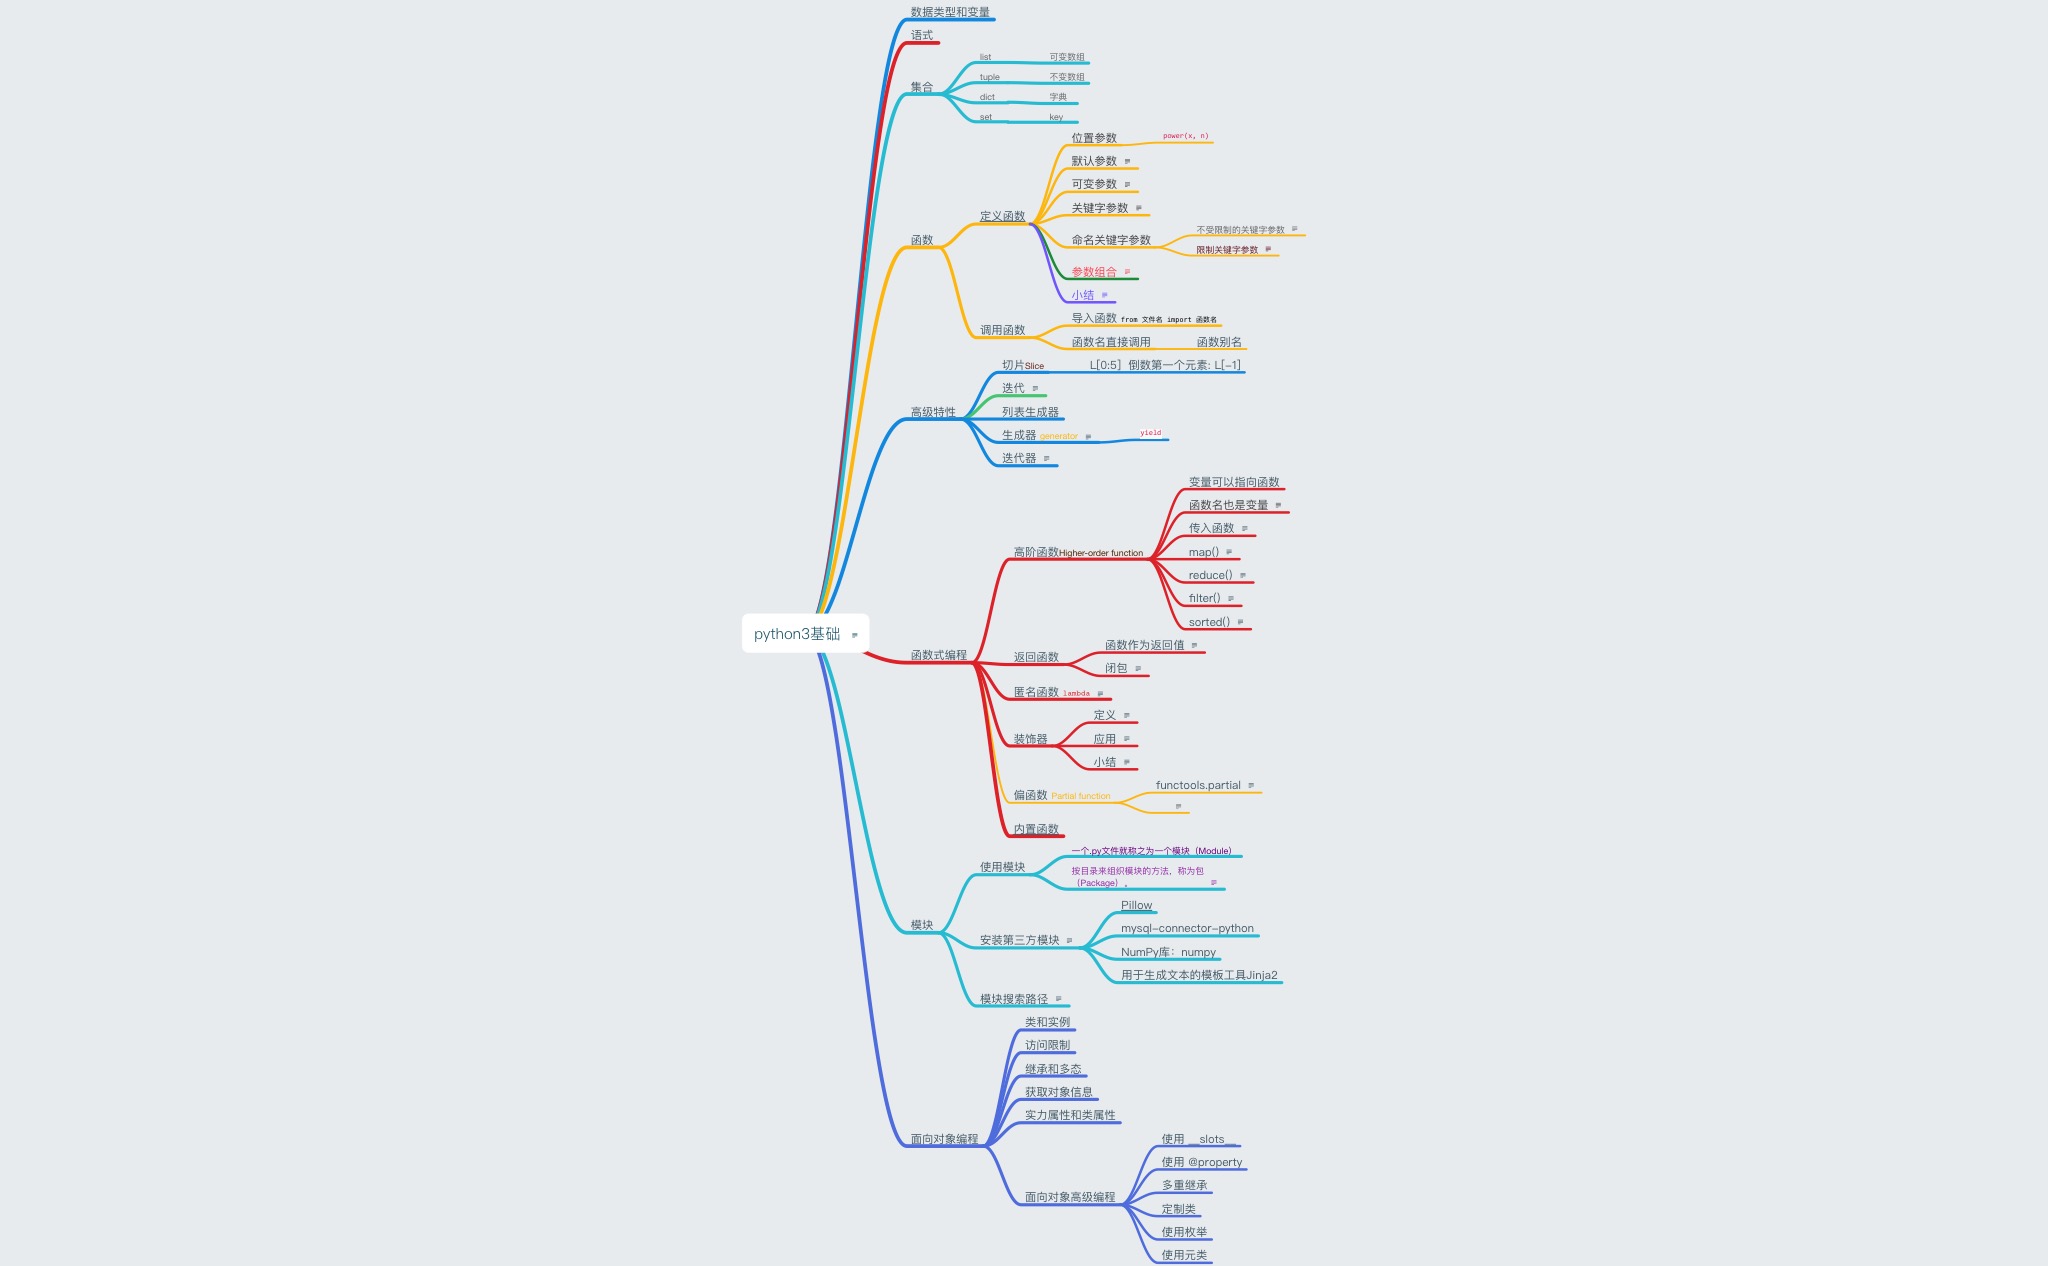 数据类型和变量
语式
集合
list 可变数组
tuple 不变数组
dict 字典
set key
函数
定义函数
位置参数 power(x, n)
默认参数
可变参数
关键字参数
命名关键字参数
不受限制的关键字参数
限制关键字参数
参数组合
小结
调用函数
导入函数 from 文件名 import 函数名
函数名直接调用 函数别名
高级特性
切片Slice L[0:5] 倒数第一个元素: L[-1]
迭代
列表生成器
生成器 generator yield
迭代器
python3基础
函数式编程
高阶函数Higher-order function
变量可以指向函数
函数名也是变量
传入函数
map()
reduce()
filter()
sorted()
返回函数
函数作为返回值
闭包
匿名函数 lambda
装饰器
定义
应用
小结
偏函数 Partial function
functools.partial
内置函数
模块
使用模块
一个.py文件就称之为一个模块（Module）
按目录来组织模块的方法，称为包
（Package）。
安装第三方模块
Pillow
mysql-connector-python
NumPy库：numpy
用于生成文本的模板工具Jinja2
模块搜索路径
面向对象编程
类和实例
访问限制
继承和多态
获取对象信息
实力属性和类属性
面向对象高级编程
使用 __slots__
使用 @property
多重继承
定制类
使用枚举
使用元类